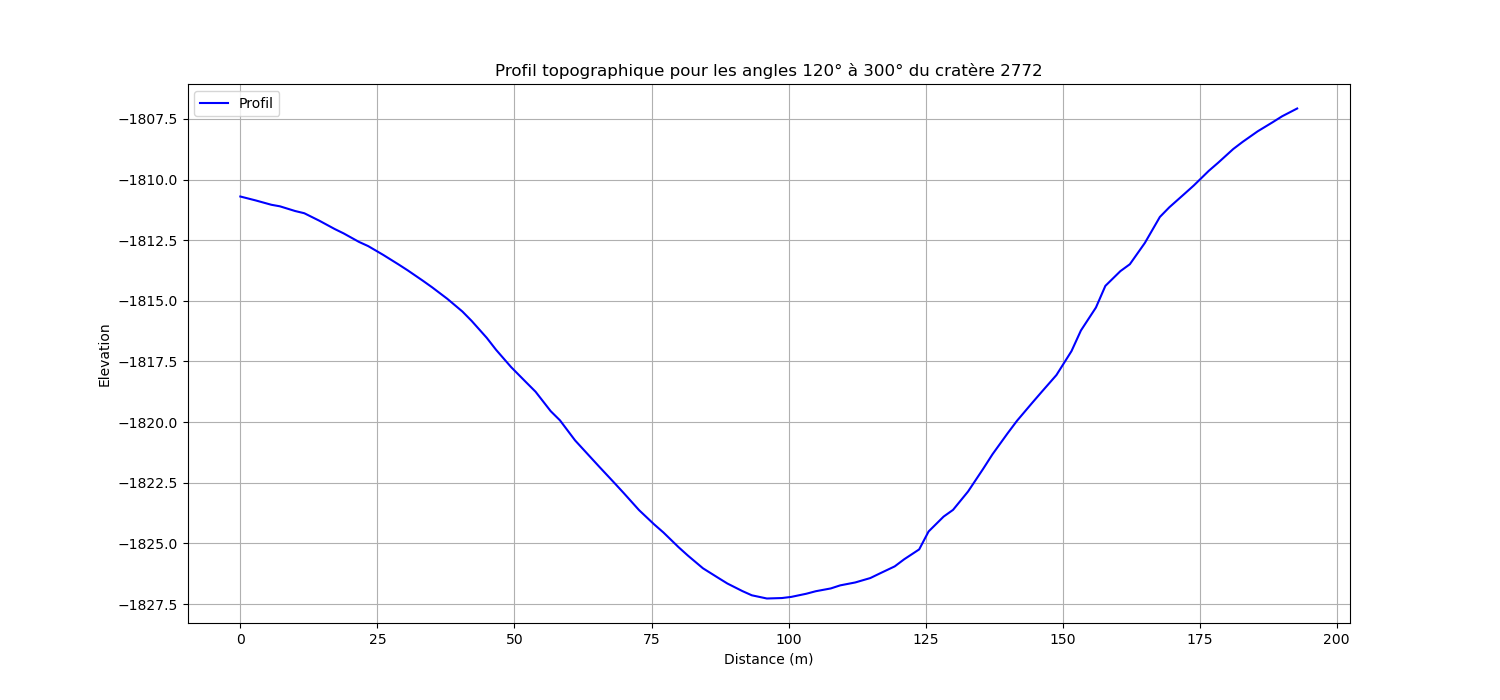 Profil topographique pour les angles 120° à 300° du cratère 2772
Profil
−1807.5
−1810.0
−1812.5
−1815.0
−1817.5
−1820.0
−1822.5
−1825.0
−1827.5
Elevation
0 25 50 75 100 125 150 175 200
Distance (m)